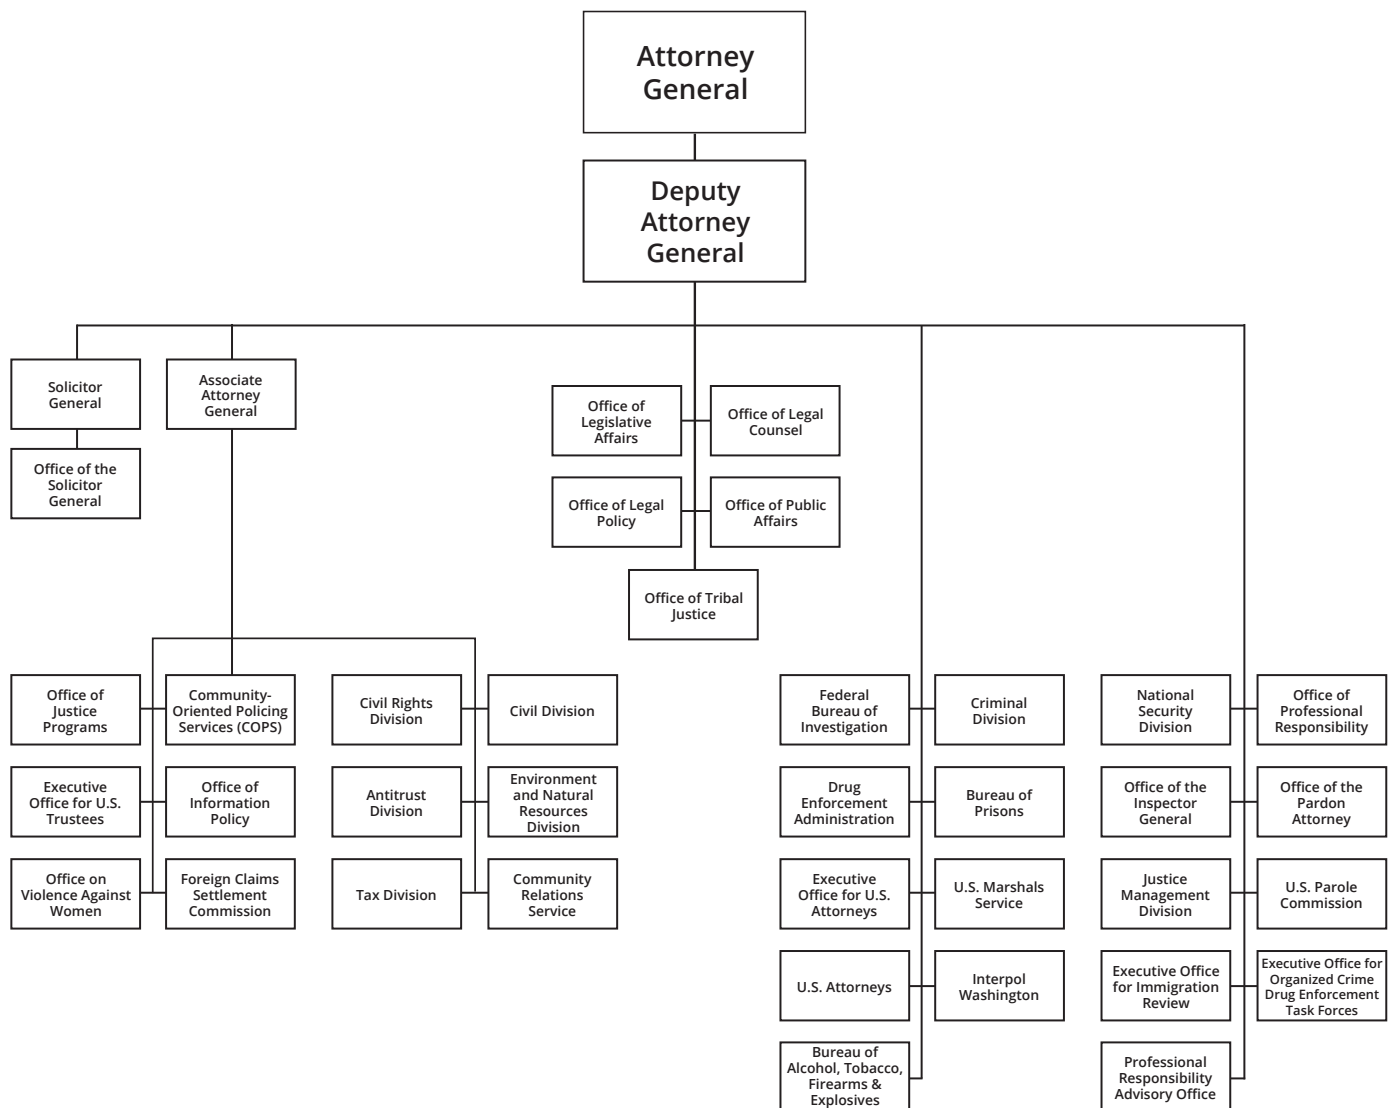 Attorney
General
Deputy
Attorney
General
Solicitor
General
Associate
Attorney
General
Office of the
Solicitor
General
Office of
Legislative
Affairs
Office of Legal
Counsel
Office of Legal
Policy
Office of Public
Affairs
Office of Tribal
Justice
Office of
Justice
Programs
Community-
Oriented Policing
Services (COPS)
Civil Rights
Division
Civil Division
Federal
Bureau of
Investigation
Criminal
Division
National
Security
Division
Office of
Professional
Responsibility
Executive
Office for U.S.
Trustees
Office of
Information
Policy
Antitrust
Division
Environment
and Natural
Resources
Division
Drug
Enforcement
Administration
Bureau of
Prisons
Office of the
Inspector
General
Office of the
Pardon
Attorney
Office on
Violence Against
Women
Foreign Claims
Settlement
Commission
Tax Division
Community
Relations
Service
Executive
Office for U.S.
Attorneys
U.S. Marshals
Service
Justice
Management
Division
U.S. Parole
Commission
U.S. Attorneys
Interpol
Washington
Executive Office
for Immigration
Review
Executive Office for
Organized Crime
Drug Enforcement
Task Forces
Bureau of
Alcohol, Tobacco,
Firearms &
Explosives
Professional
Responsibility
Advisory Office